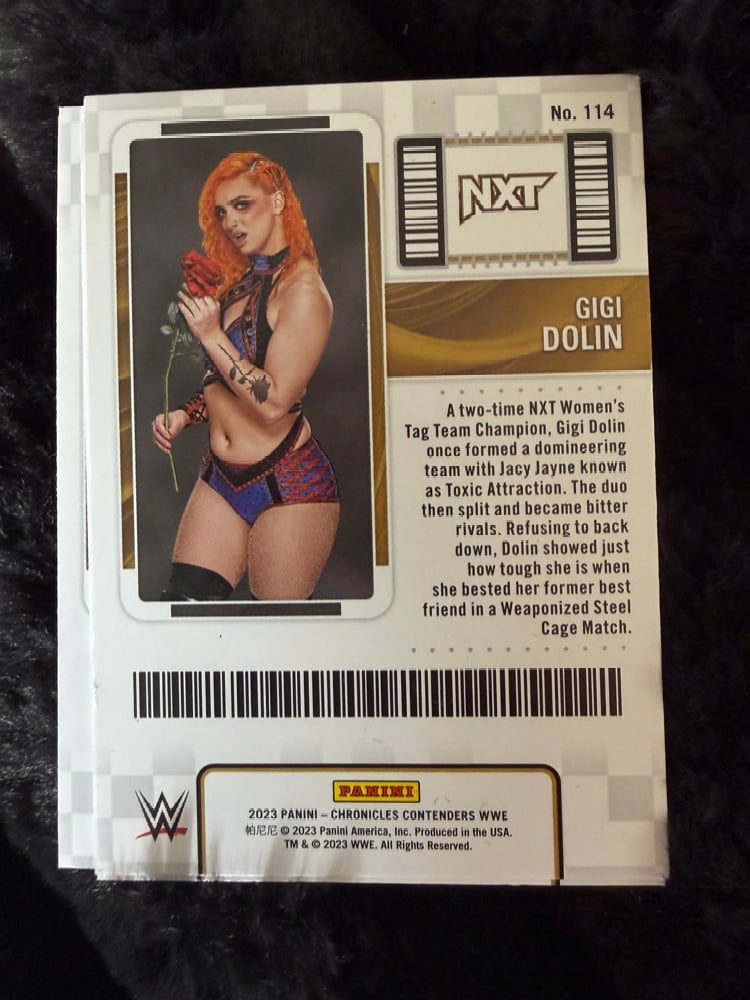 No. 114
NXT
GIGI
DOLIN
A two-time NXT Women's
Tag Team Champion, Gigi Dolin
once formed a domineering
team with Jacy Jayne known
as Toxic Attraction. The duo
then split and became bitter
rivals. Refusing to back
down, Dolin showed just
how tough she is when
she bested her former best
friend in a Weaponized Steel
Cage Match.
PANINI
2023 PANINI – CHRONICLES CONTENDERS WWE
帕尼尼 © 2023 Panini America, Inc. Produced in the USA.
TM & © 2023 WWE. All Rights Reserved.
W